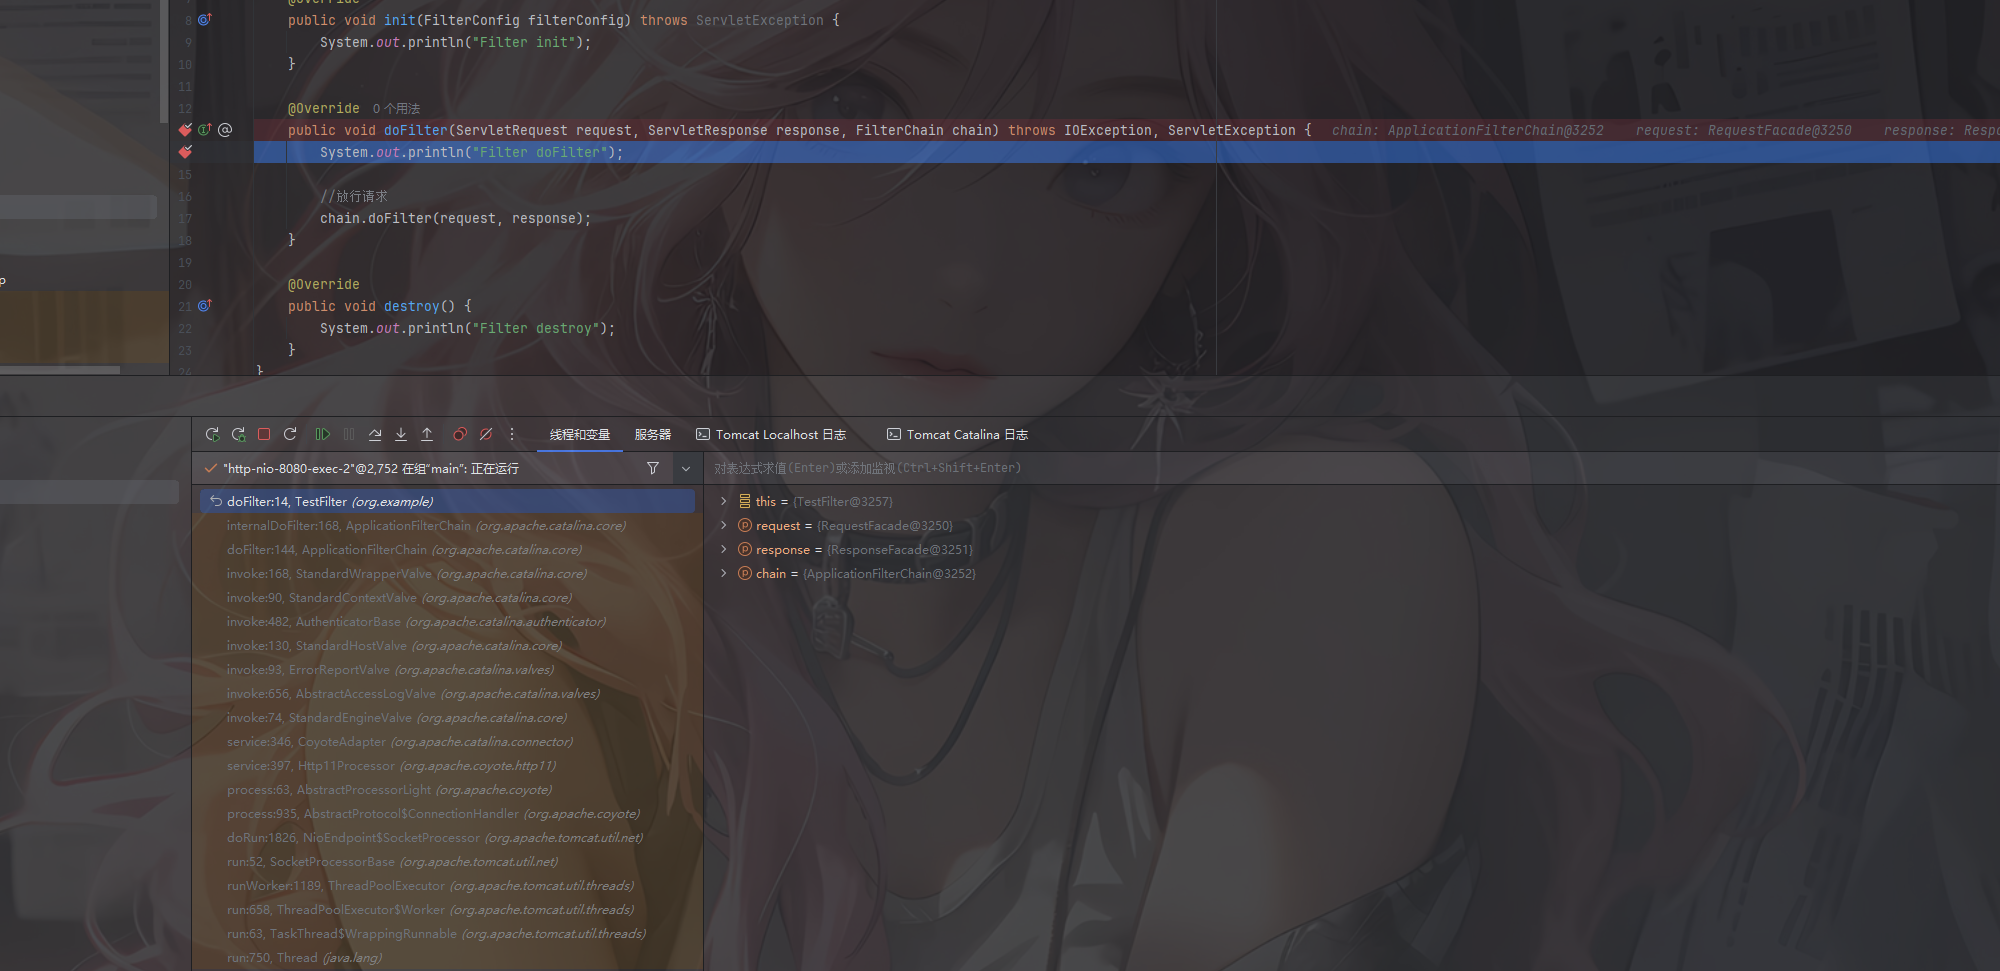 8 public void init(FilterConfig filterConfig) throws ServletException {
9 System.out.println("Filter init");
10 }
11
12 @Override 0 个用法
public void doFilter(ServletRequest request, ServletResponse response, FilterChain chain) throws IOException, ServletException { chain: ApplicationFilterChain@3252 request: RequestFacade@3250 response: Resp
System.out.println("Filter doFilter");
15
16 //放行请求
17 chain.doFilter(request, response);
18 }
19
20 @Override
21 public void destroy() {
22 System.out.println("Filter destroy");
23 }
24 }
p
线程和变量 服务器 Tomcat Localhost 日志 Tomcat Catalina 日志
"http-nio-8080-exec-2"@2,752 在组"main": 正在运行
对表达式求值(Enter)或添加监视(Ctrl+Shift+Enter)
doFilter:14, TestFilter (org.example)
internalDoFilter:168, ApplicationFilterChain (org.apache.catalina.core)
doFilter:144, ApplicationFilterChain (org.apache.catalina.core)
invoke:168, StandardWrapperValve (org.apache.catalina.core)
invoke:90, StandardContextValve (org.apache.catalina.core)
invoke:482, AuthenticatorBase (org.apache.catalina.authenticator)
invoke:130, StandardHostValve (org.apache.catalina.core)
invoke:93, ErrorReportValve (org.apache.catalina.valves)
invoke:656, AbstractAccessLogValve (org.apache.catalina.valves)
invoke:74, StandardEngineValve (org.apache.catalina.core)
service:346, CoyoteAdapter (org.apache.catalina.connector)
service:397, Http11Processor (org.apache.coyote.http11)
process:63, AbstractProcessorLight (org.apache.coyote)
process:935, AbstractProtocol$ConnectionHandler (org.apache.coyote)
doRun:1826, NioEndpoint$SocketProcessor (org.apache.tomcat.util.net)
run:52, SocketProcessorBase (org.apache.tomcat.util.net)
runWorker:1189, ThreadPoolExecutor (org.apache.tomcat.util.threads)
run:658, ThreadPoolExecutor$Worker (org.apache.tomcat.util.threads)
run:63, TaskThread$WrappingRunnable (org.apache.tomcat.util.threads)
run:750, Thread (java.lang)
this = {TestFilter@3257}
request = {RequestFacade@3250}
response = {ResponseFacade@3251}
chain = {ApplicationFilterChain@3252}